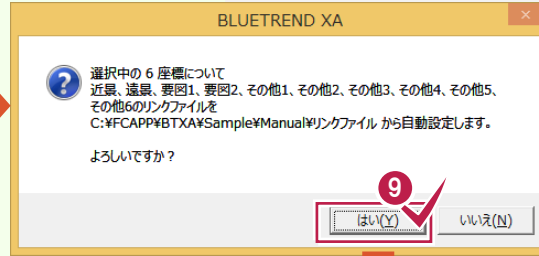 BLUETREND XA
選択中の 6 座標について
近景、遠景、要図1、要図2、その他1、その他2、その他3、その他4、その他5、
その他6のリンクファイルを
C:¥FCAPP¥BTXA¥Sample¥Manual¥リンクファイル から自動設定します。
よろしいですか？
9
はい(Y)
いいえ(N)